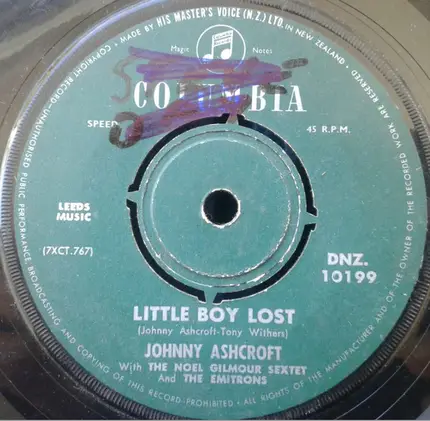 MADE BY HIS MASTER'S VOICE (N.Z.) LTD. IN NEW ZEALAND
Magic Notes
COLUMBIA
SPEED
45 R.P.M.
LEEDS
MUSIC
(7XCT.767)
DNZ.
10199
LITTLE BOY LOST
(Johnny Ashcroft-Tony Withers)
JOHNNY ASHCROFT
With THE NOEL GILMOUR SEXTET
And THE EMITRONS
ALL RIGHTS OF THE MANUFACTURER AND OF THE OWNER OF THE RECORDED WORK ARE RESERVED
COPYRIGHT RECORD-UNAUTHORISED PUBLIC PERFORMANCE, BROADCASTING AND COPYING OF THIS RECORD PROHIBITED